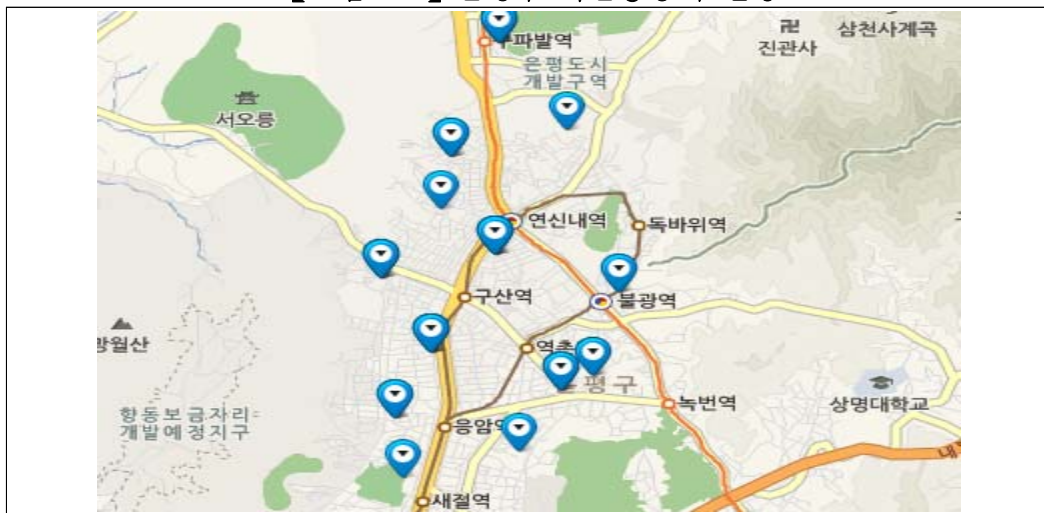 卍
진관사
삼천사계곡
파발역
은평도시
개발구역
서오릉
연신내역
독바위역
구산역
불광역
역촌
망월산
평구
녹번역
상명대학교
향동보금자리
개발예정지구
응암역
새절역
내